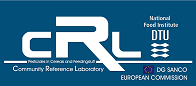 CRL
Pesticides in Cereals and Feedingstuff
Community Reference Laboratory
National
Food Institute
DTU
DG SANCO
EUROPEAN COMMISSION